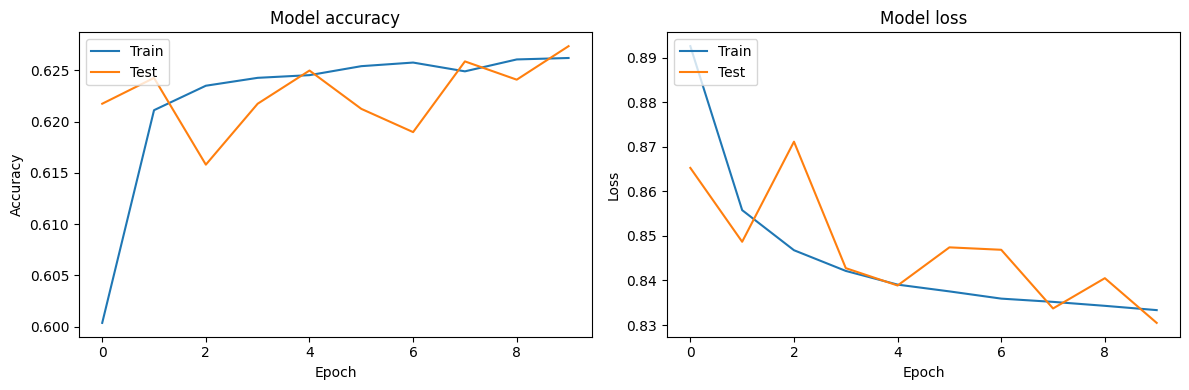 Model accuracy
Train
Test
0.625
0.620
0.615
0.610
0.605
0.600
Accuracy
0 2 4 6 8
Epoch
Model loss
Train
Test
0.89
0.88
0.87
0.86
0.85
0.84
0.83
Loss
0 2 4 6 8
Epoch